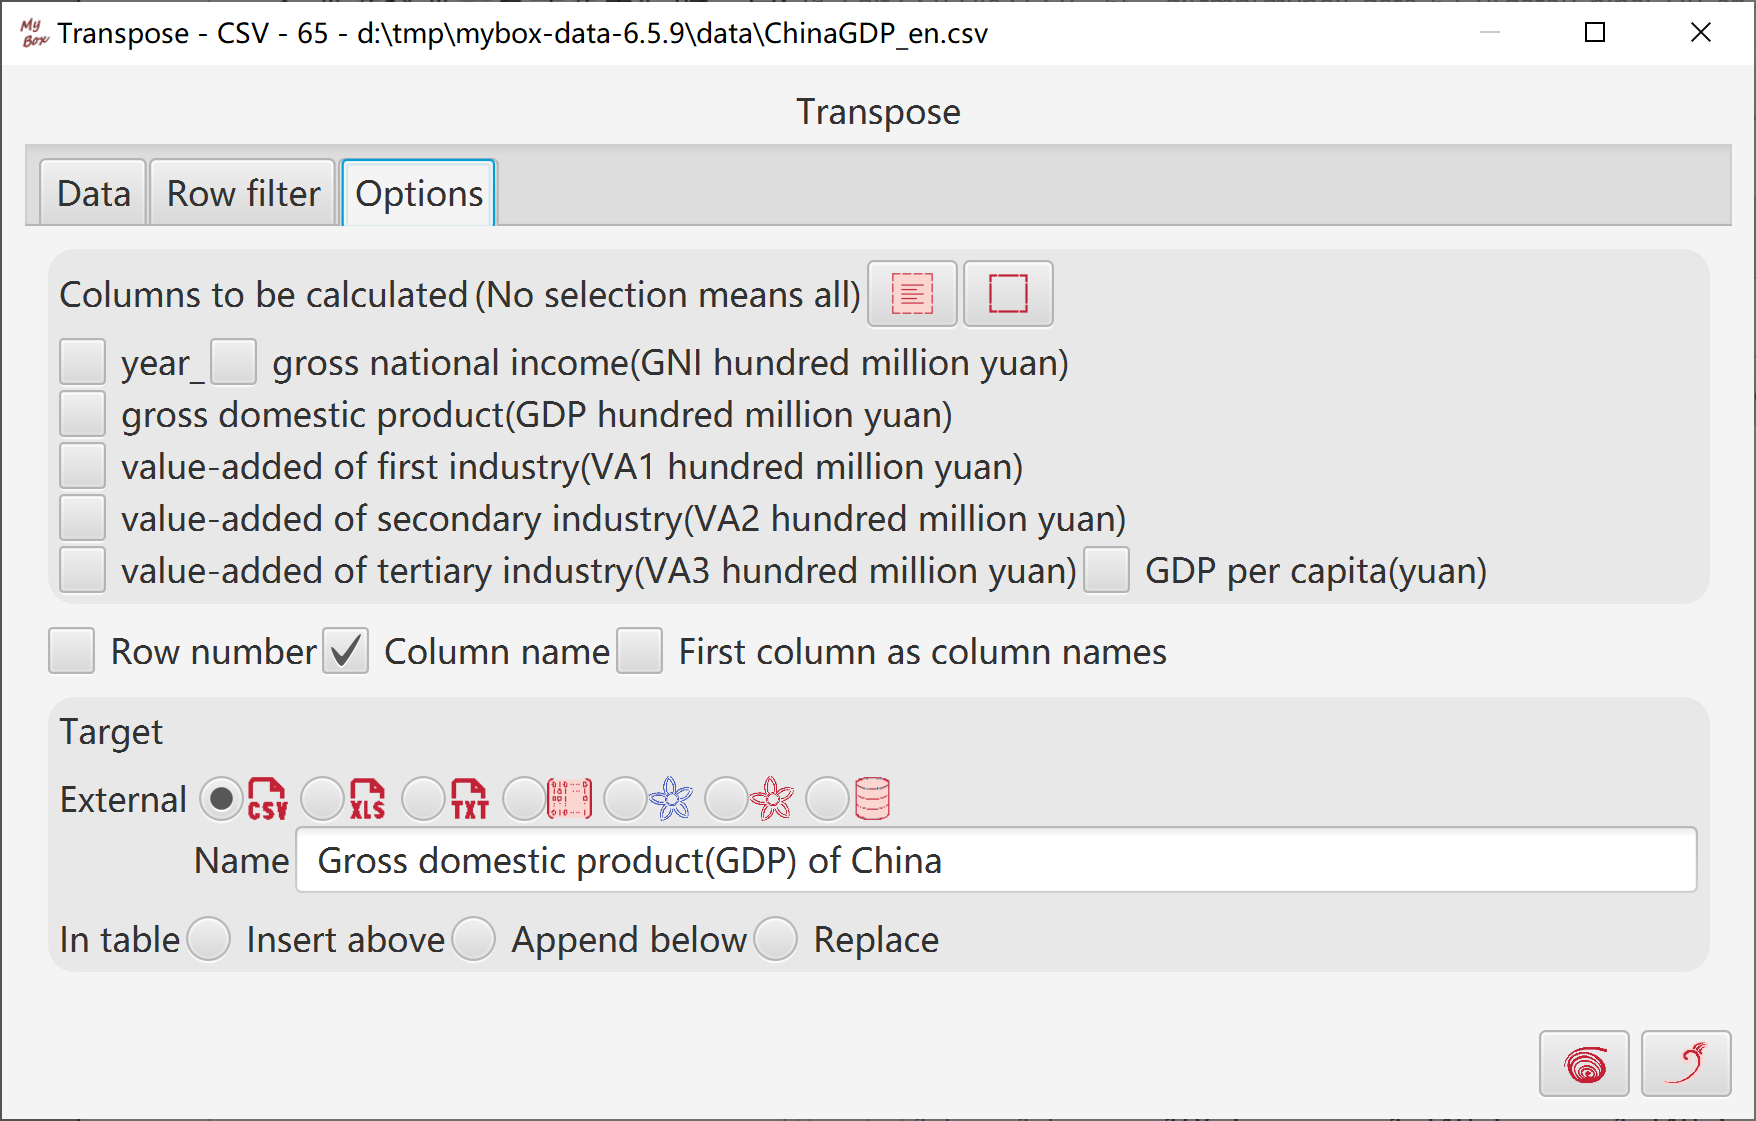 My Box Transpose - CSV - 65 - d:\tmp\mybox-data-6.5.9\data\ChinaGDP_en.csv
Transpose
Data Row filter Options
Columns to be calculated (No selection means all)
year_ gross national income(GNI hundred million yuan)
gross domestic product(GDP hundred million yuan)
value-added of first industry(VA1 hundred million yuan)
value-added of secondary industry(VA2 hundred million yuan)
value-added of tertiary industry(VA3 hundred million yuan) GDP per capita(yuan)
Row number Column name First column as column names
Target
External CSV XLS TXT
Name Gross domestic product(GDP) of China
In table Insert above Append below Replace